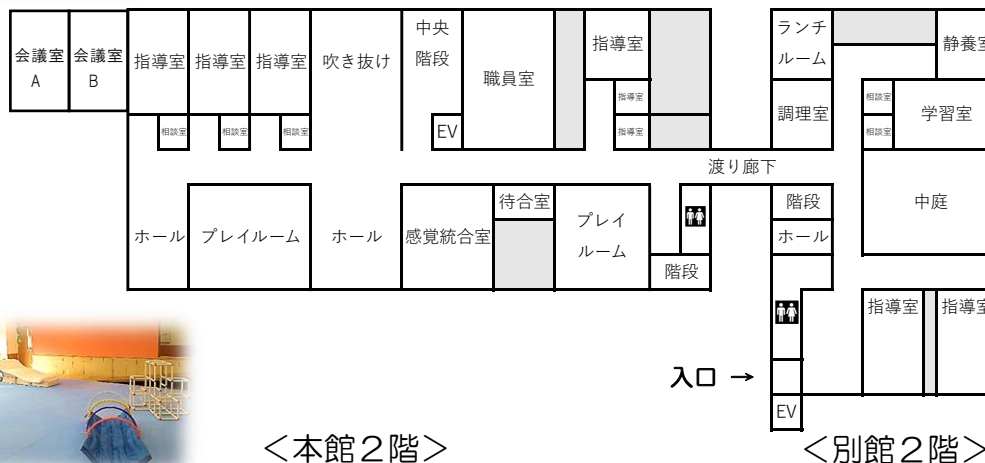 会議室
A
会議室
B
指導室
指導室
指導室
吹き抜け
中央
階段
職員室
指導室
指導室
指導室
相談室
相談室
相談室
EV
ランチ
ルーム
静養室
調理室
相談室
相談室
学習室
渡り廊下
ホール
プレイルーム
ホール
感覚統合室
待合室
プレイ
ルーム
階段
階段
ホール
中庭
指導室
指導室
入口 →
EV
＜本館２階＞
＜別館２階＞